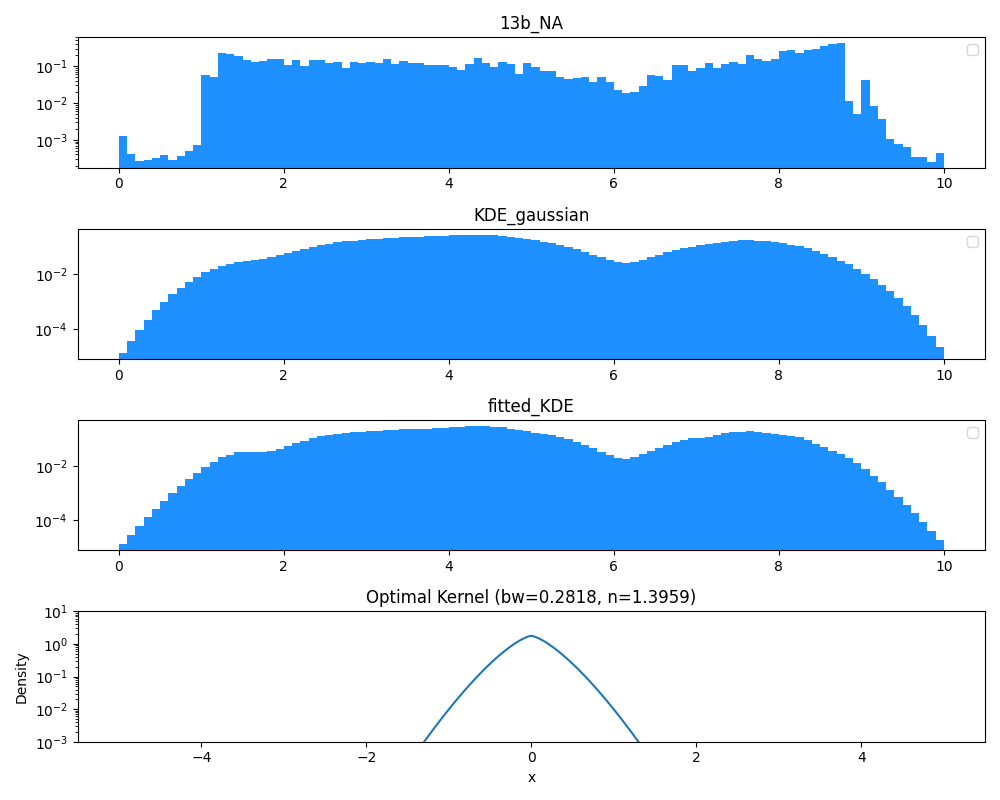 13b_NA
10⁻¹
10⁻²
10⁻³
0 2 4 6 8 10
KDE_gaussian
10⁻²
10⁻⁴
0 2 4 6 8 10
fitted_KDE
10⁻²
10⁻⁴
0 2 4 6 8 10
Optimal Kernel (bw=0.2818, n=1.3959)
Density
10¹
10⁰
10⁻¹
10⁻²
10⁻³
−4 −2 0 2 4
x